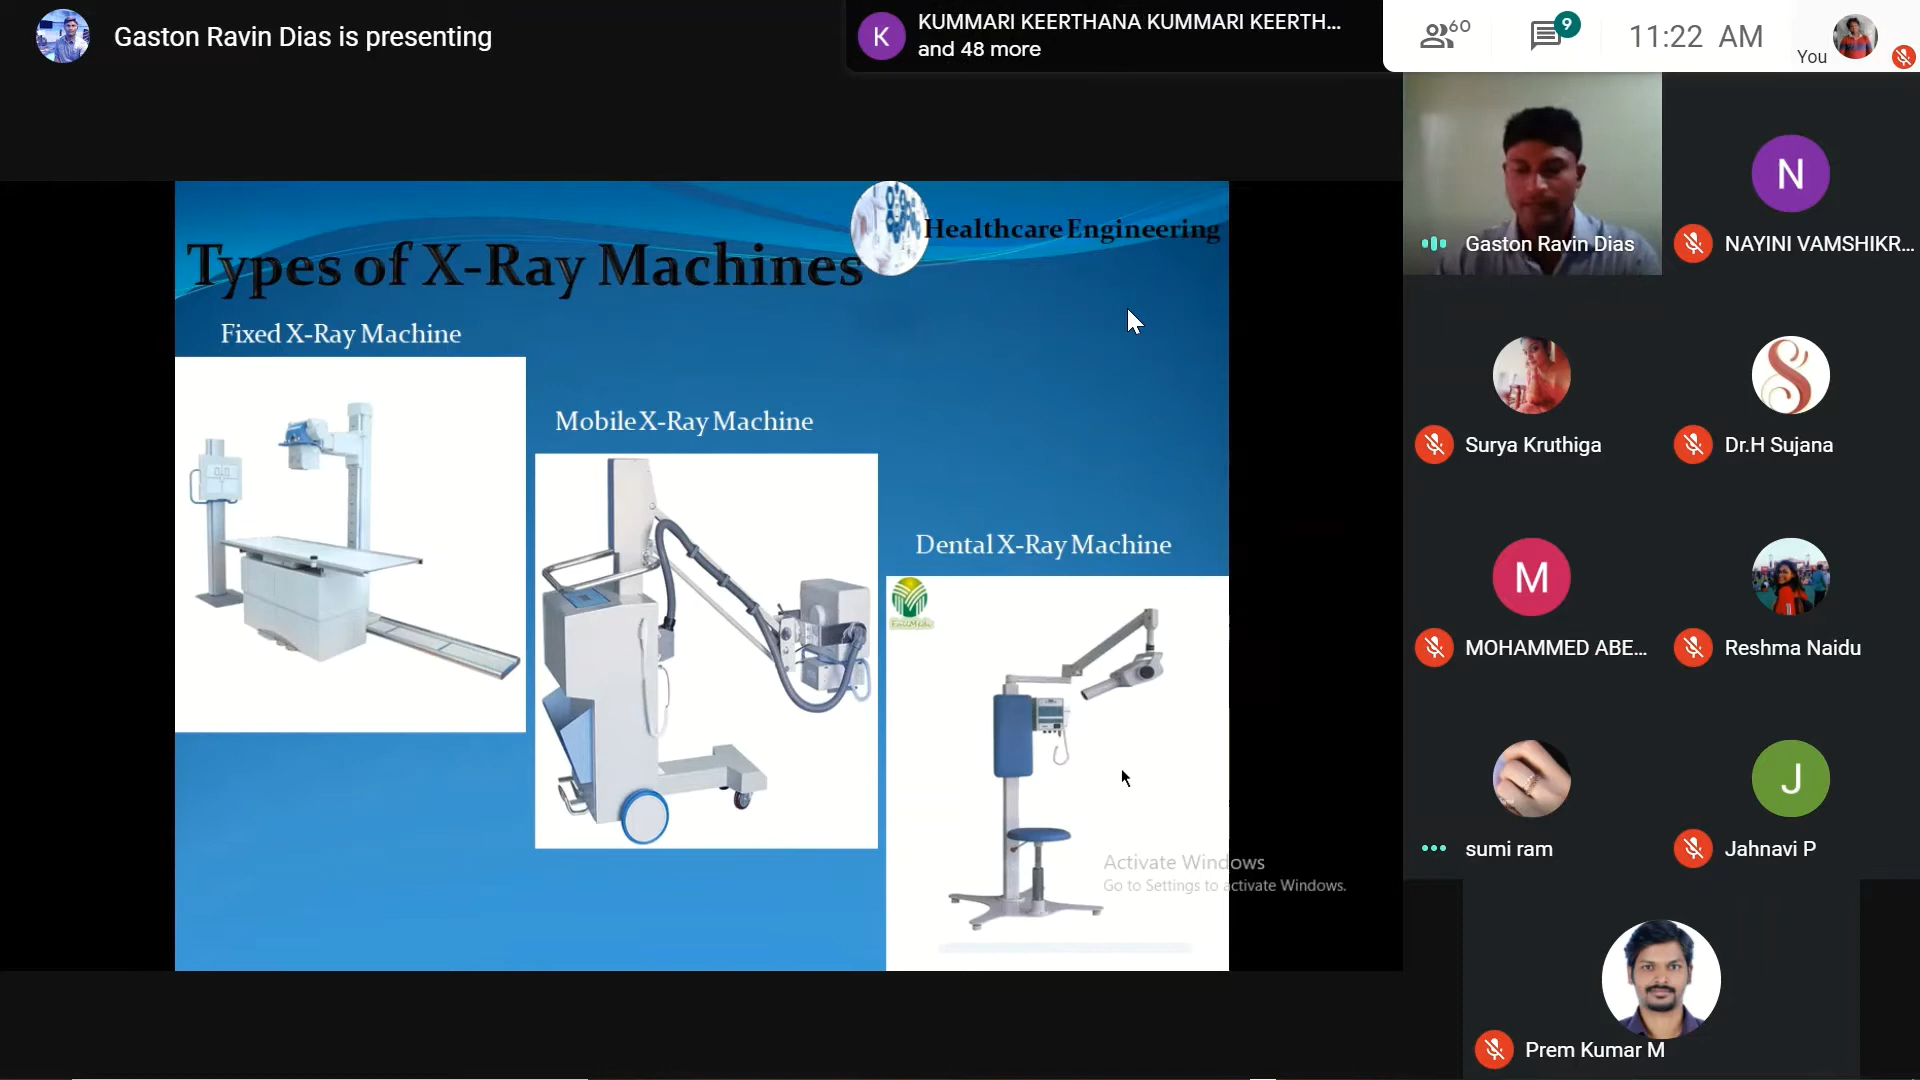 Gaston Ravin Dias is presenting
K
KUMMARI KEERTHANA KUMMARI KEERTH...
and 48 more
60
9
11:22 AM
You
Healthcare Engineering
Types of X-Ray Machines
Fixed X-Ray Machine
Mobile X-Ray Machine
Dental X-Ray Machine
Activate Windows
Go to Settings to activate Windows.
Gaston Ravin Dias
N
NAYINI VAMSHIKR...
Surya Kruthiga
S
Dr.H Sujana
M
MOHAMMED ABE...
Reshma Naidu
sumi ram
J
Jahnavi P
Prem Kumar M